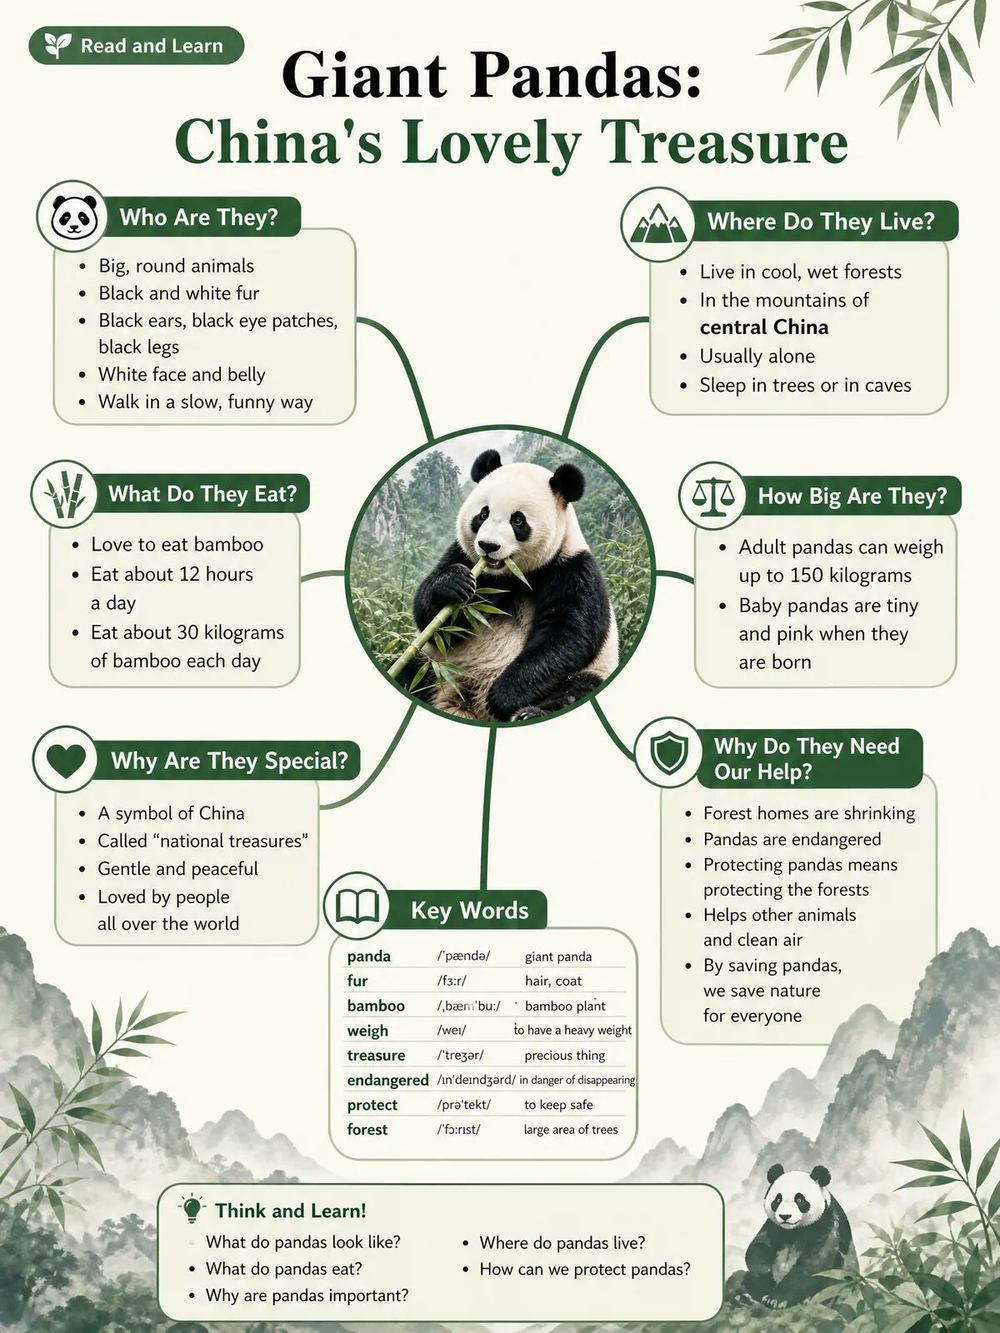 Read and Learn
Giant Pandas:
China's Lovely Treasure
Who Are They?
• Big, round animals
• Black and white fur
• Black ears, black eye patches,
black legs
• White face and belly
• Walk in a slow, funny way
Where Do They Live?
• Live in cool, wet forests
• In the mountains of
central China
• Usually alone
• Sleep in trees or in caves
What Do They Eat?
• Love to eat bamboo
• Eat about 12 hours
a day
• Eat about 30 kilograms
of bamboo each day
How Big Are They?
• Adult pandas can weigh
up to 150 kilograms
• Baby pandas are tiny
and pink when they
are born
Why Are They Special?
• A symbol of China
• Called “national treasures”
• Gentle and peaceful
• Loved by people
all over the world
Why Do They Need
Our Help?
• Forest homes are shrinking
• Pandas are endangered
• Protecting pandas means
protecting the forests
• Helps other animals
and clean air
• By saving pandas,
we save nature
for everyone
Key Words
panda /ˈpændə/ giant panda
fur /fɜːr/ hair, coat
bamboo /ˌbæmˈbuː/ bamboo plant
weigh /weɪ/ to have a heavy weight
treasure /ˈtreʒər/ precious thing
endangered /ɪnˈdeɪndʒərd/ in danger of disappearing
protect /prəˈtekt/ to keep safe
forest /ˈfɔːrɪst/ large area of trees
Think and Learn!
What do pandas look like?
• What do pandas eat?
• Why are pandas important?
• Where do pandas live?
• How can we protect pandas?